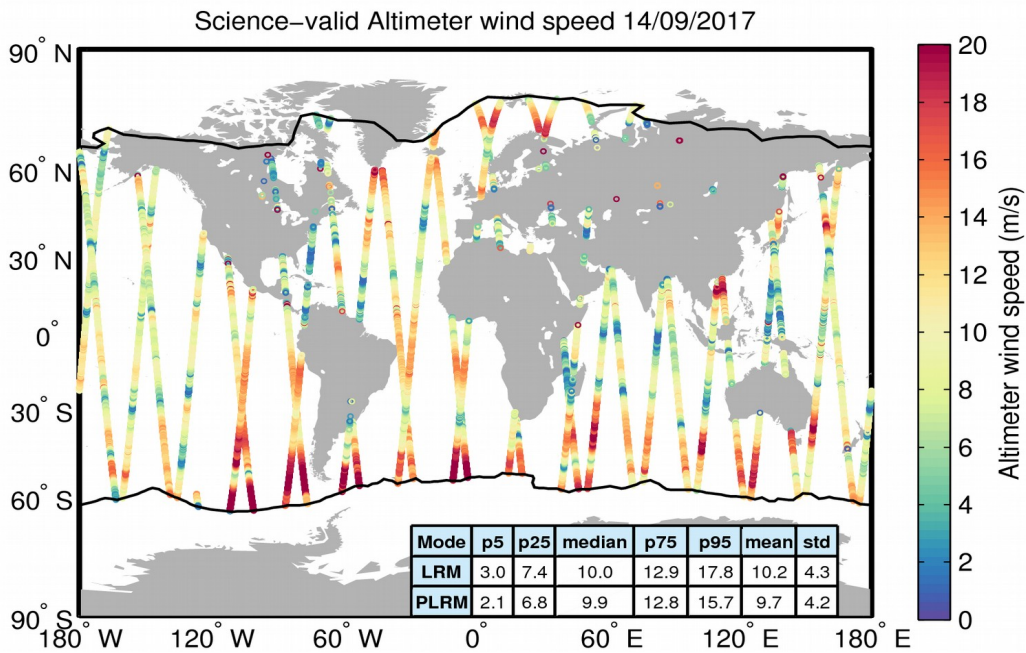 Science−valid Altimeter wind speed 14/09/2017
90° N
60° N
30° N
0°
30° S
60° S
90° S
180° W
120° W
60° W
0°
60° E
120° E
180° E
Mode p5 p25 median p75 p95 mean std
LRM 3.0 7.4 10.0 12.9 17.8 10.2 4.3
PLRM 2.1 6.8 9.9 12.8 15.7 9.7 4.2
20
18
16
14
12
10
8
6
4
2
0
Altimeter wind speed (m/s)